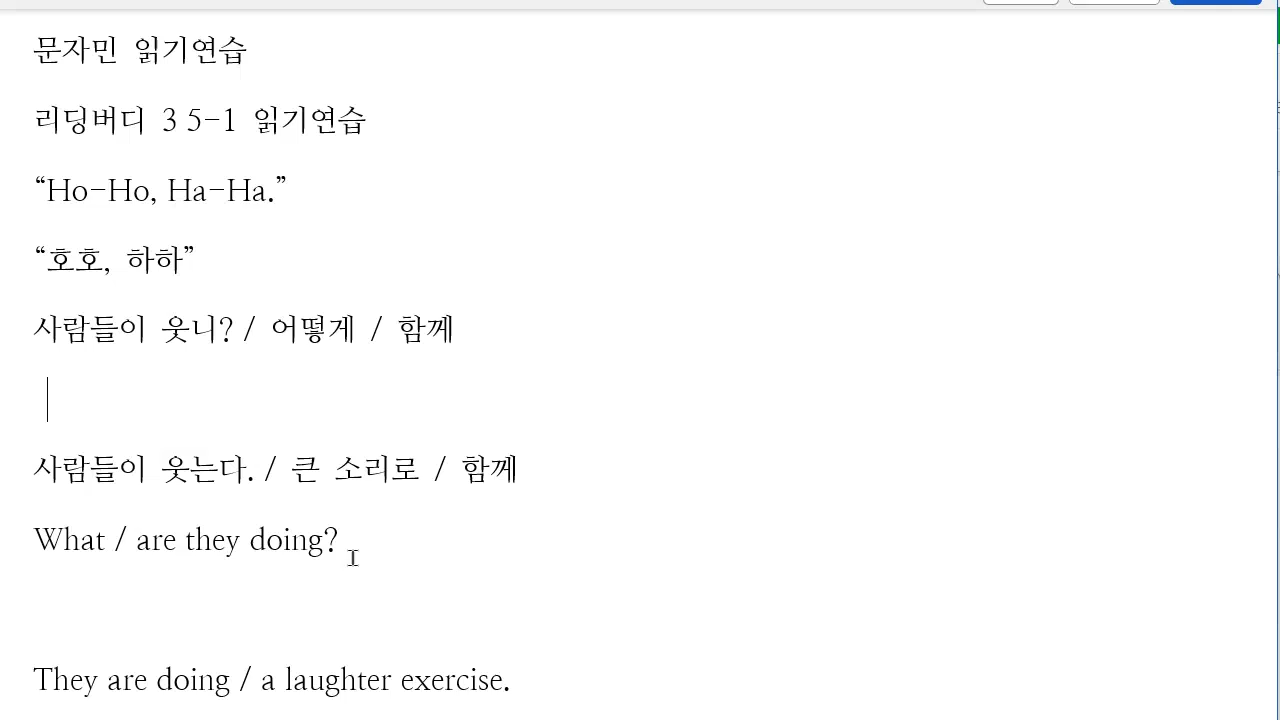 문자민 읽기연습
리딩버디 3 5-1 읽기연습
“Ho-Ho, Ha-Ha.”
“호호, 하하”
사람들이 웃니? / 어떻게 / 함께
사람들이 웃는다. / 큰 소리로 / 함께
What / are they doing?
They are doing / a laughter exercise.